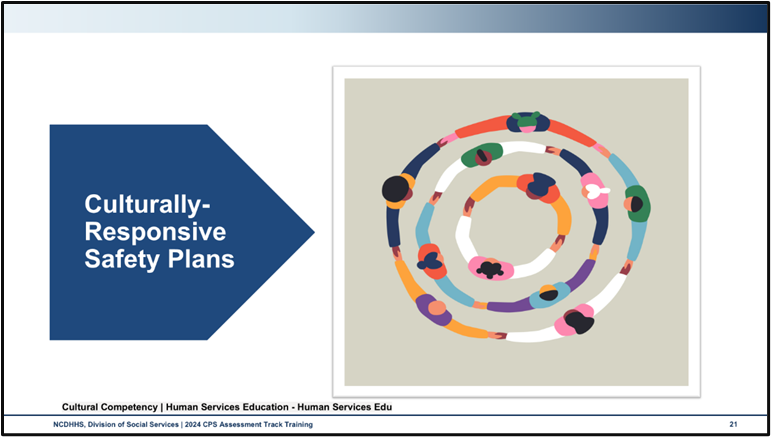 Culturally-
Responsive
Safety Plans
Cultural Competency | Human Services Education - Human Services Edu
NCDHHS, Division of Social Services | 2024 CPS Assessment Track Training
21